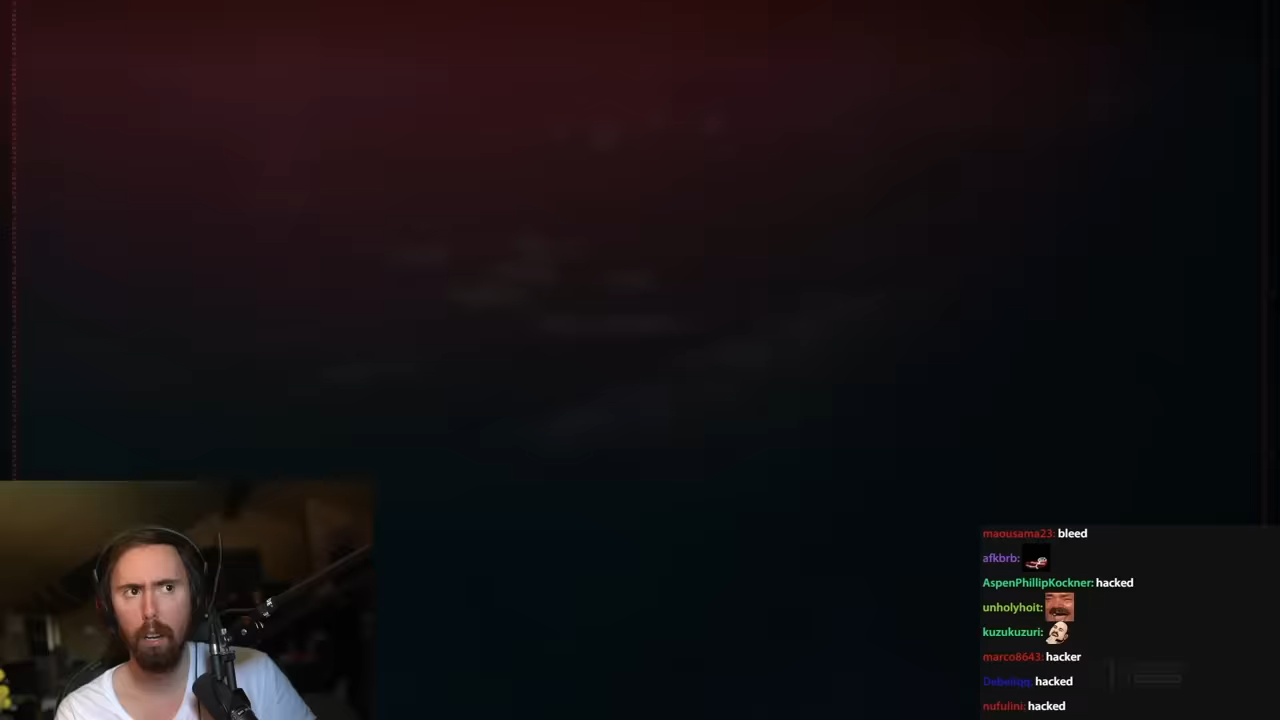 maousama23: bleed
afkbrb:
AspenPhillipKockner: hacked
unholyhoit:
kuzukuzuri:
marco8643: hacker
hacked
nufulini: hacked